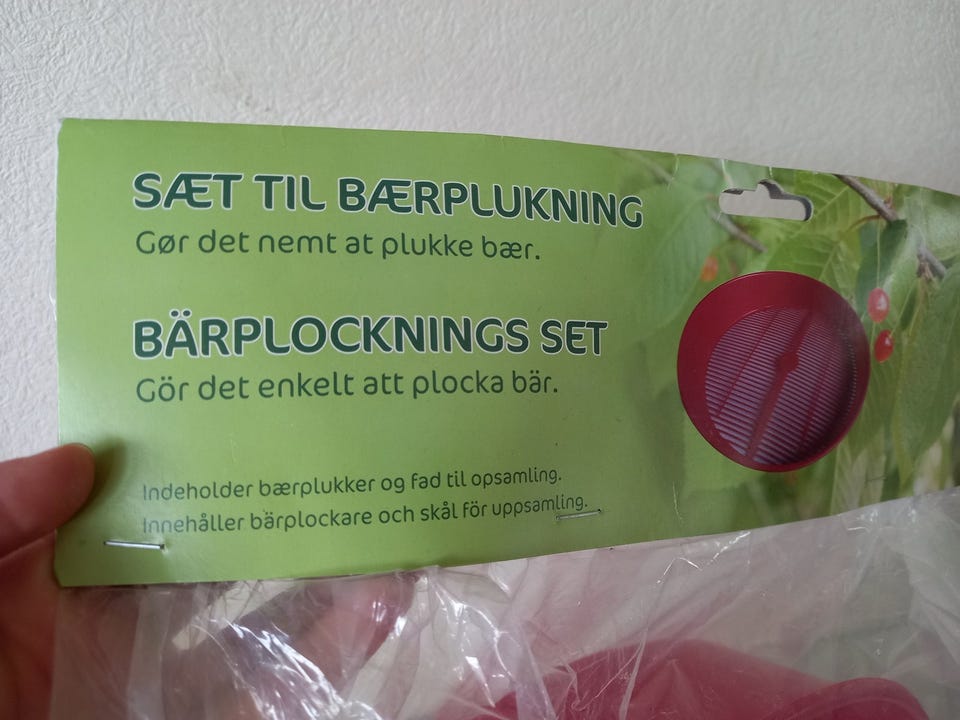 SÆT TIL BÆRPLUKNING
Gør det nemt at plukke bær.
BÄRPLOCKNINGS SET
Gör det enkelt att plocka bär.
Indeholder bærplukker og fad til opsamling.
Innehåller bärplockare och skål för uppsamling.